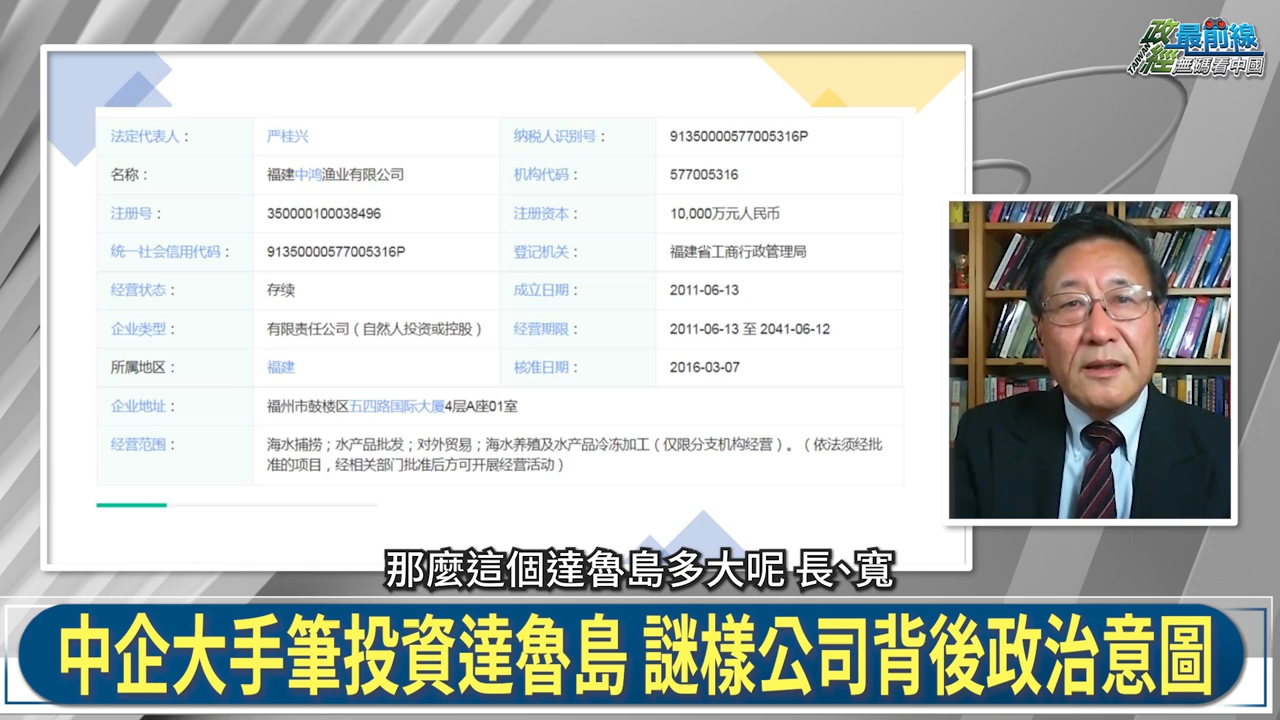 政經最前線
TAIWAN
無碼看中國
法定代表人：
严桂兴
纳税人识别号：
91350000577005316P
名称：
福建中鸿渔业有限公司
机构代码：
577005316
注册号：
350000100038496
注册资本：
10,000万元人民币
统一社会信用代码：
91350000577005316P
登记机关：
福建省工商行政管理局
经营状态：
存续
成立日期：
2011-06-13
企业类型：
有限责任公司（自然人投资或控股）
经营期限：
2011-06-13 至 2041-06-12
所属地区：
福建
核准日期：
2016-03-07
企业地址：
福州市鼓楼区五四路国际大厦4层A座01室
经营范围：
海水捕捞；水产品批发；对外贸易；海水养殖及水产品冷冻加工（仅限分支机构经营）。（依法须经批
准的项目，经相关部门批准后方可开展经营活动）
那麼這個達魯島多大呢 長、寬
中企大手筆投資達魯島 謎樣公司背後政治意圖